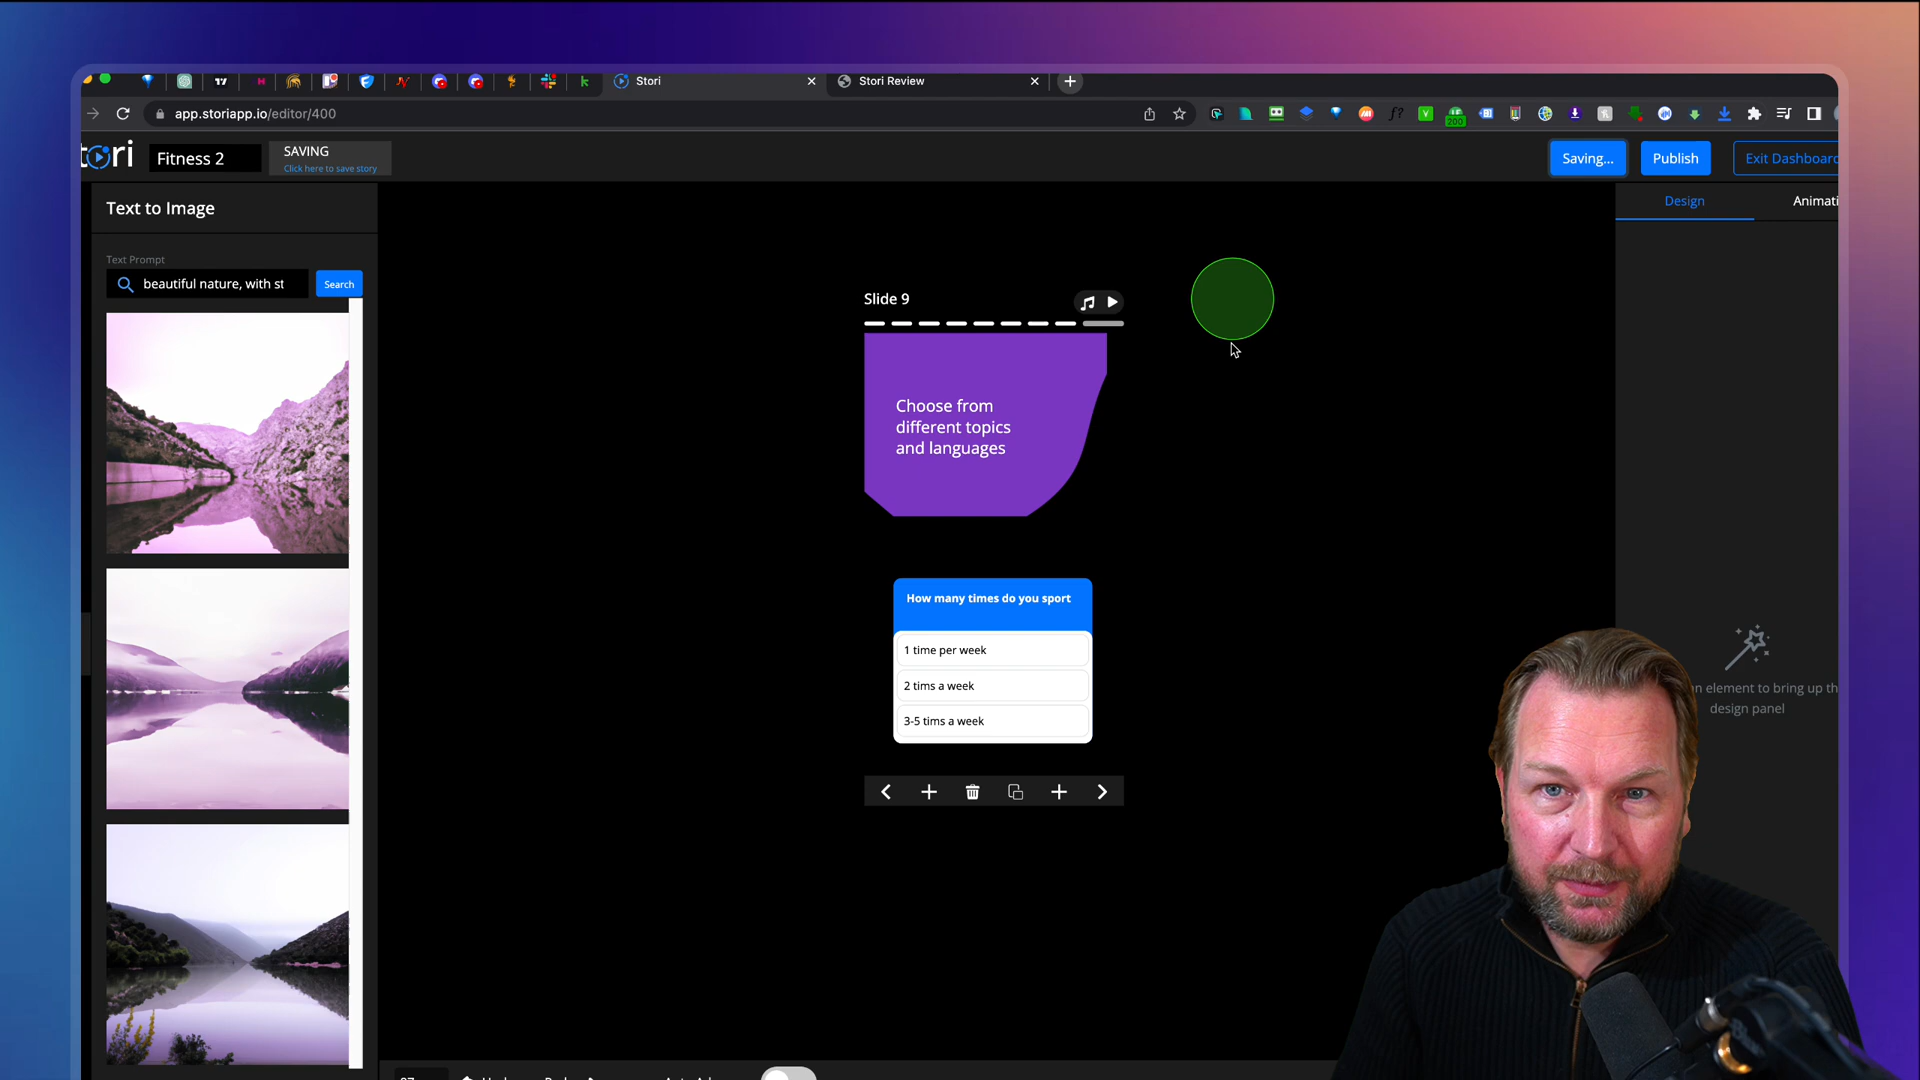 Stori
Stori Review
app.storiapp.io/editor/400
200
Fitness 2
SAVING
Click here to save story
Saving...
Publish
Exit Dashboard
Text to Image
Design
Animati
Text Prompt
beautiful nature, with st
Search
Slide 9
Choose from
different topics
and languages
How many times do you sport
1 time per week
2 tims a week
3-5 tims a week
n element to bring up th
design panel